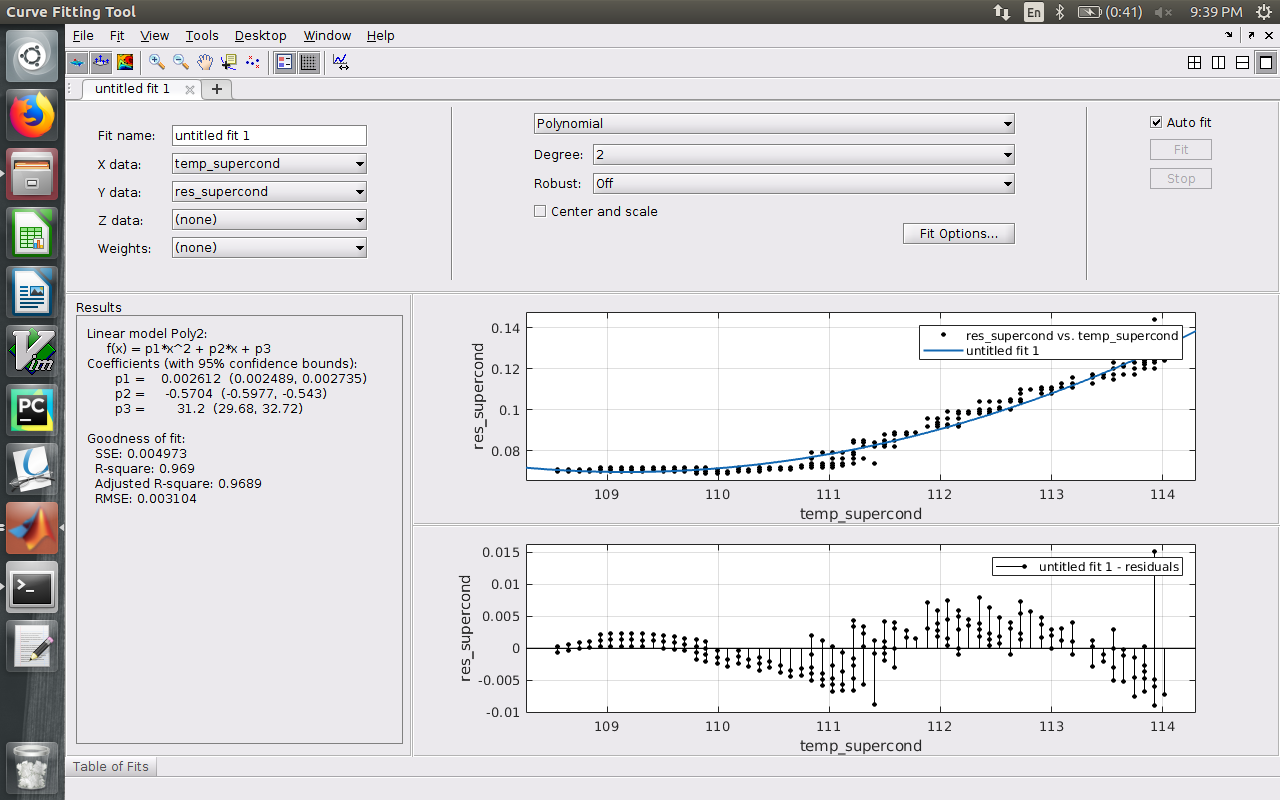 Curve Fitting Tool
En
(0:41)
9:39 PM
File Fit View Tools Desktop Window Help
untitled fit 1
Fit name: untitled fit 1
X data: temp_supercond
Y data: res_supercond
Z data: (none)
Weights: (none)
Polynomial
Degree: 2
Robust: Off
Center and scale
Fit Options...
Auto fit
Fit
Stop
Results
Linear model Poly2:
f(x) = p1*x^2 + p2*x + p3
Coefficients (with 95% confidence bounds):
p1 = 0.002612 (0.002489, 0.002735)
p2 = -0.5704 (-0.5977, -0.543)
p3 = 31.2 (29.68, 32.72)
Goodness of fit:
SSE: 0.004973
R-square: 0.969
Adjusted R-square: 0.9689
RMSE: 0.003104
res_supercond
0.14
0.12
0.1
0.08
res_supercond vs. temp_supercond
untitled fit 1
109 110 111 112 113 114
temp_supercond
res_supercond
0.015
0.01
0.005
0
-0.005
-0.01
untitled fit 1 - residuals
109 110 111 112 113 114
temp_supercond
Table of Fits
VIm
PC
>_